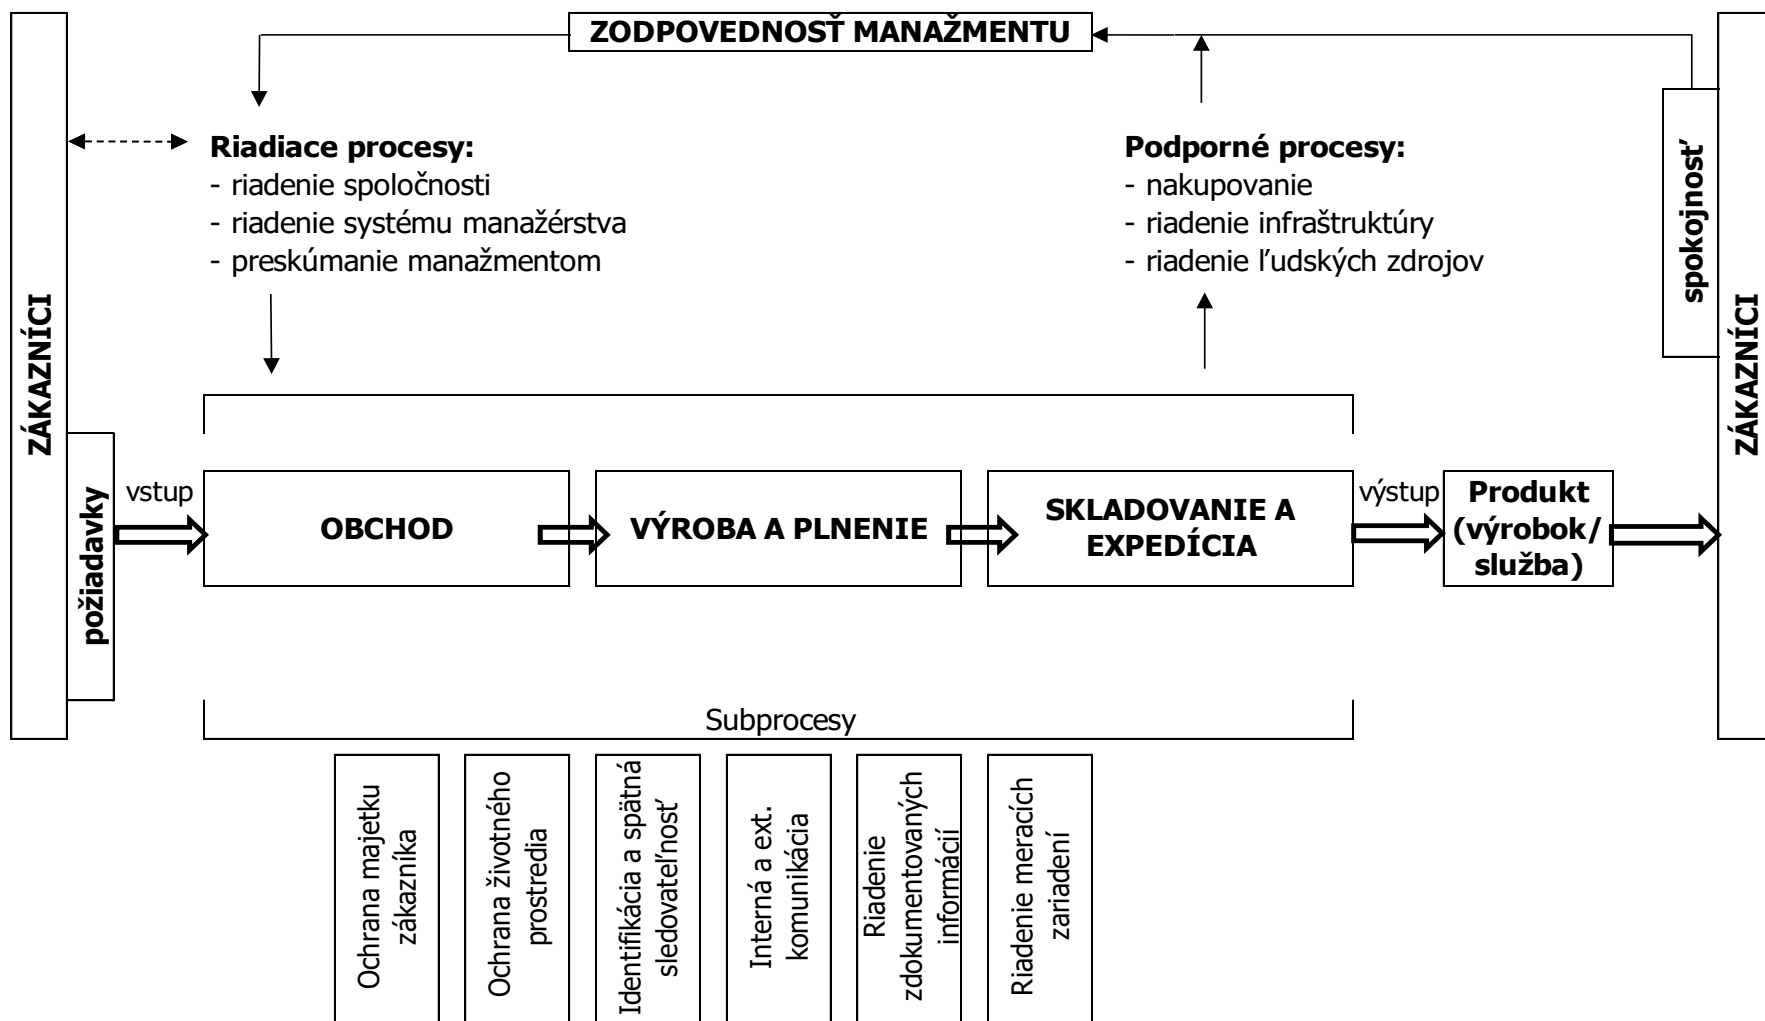 ZODPOVEDNOSŤ MANAŽMENTU
ZÁKAZNÍCI
Riadiace procesy:
- riadenie spoločnosti
- riadenie systému manažérstva
- preskúmanie manažmentom
Podporné procesy:
- nakupovanie
- riadenie infraštruktúry
- riadenie ľudských zdrojov
spokojnosť
ZÁKAZNÍCI
požiadavky
vstup
OBCHOD
VÝROBA A PLNENIE
SKLADOVANIE A
EXPEDÍCIA
výstup
Produkt
(výrobok/
služba)
Subprocesy
Ochrana majetku
zákazníka
Ochrana životného
prostredia
Identifikácia a spätná
sledovateľnosť
Interná a ext.
komunikácia
Riadenie
zdokumentovaných
informácií
Riadenie meracích
zariadení